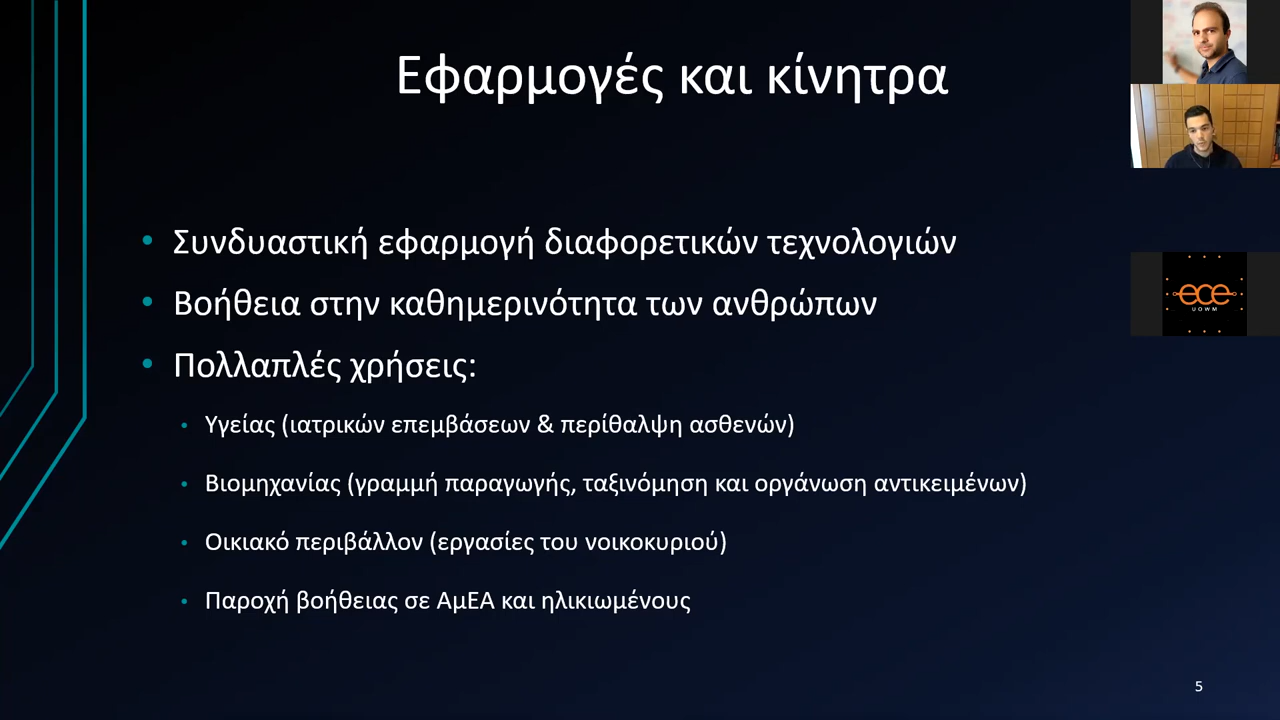 Εφαρμογές και κίνητρα
Συνδυαστική εφαρμογή διαφορετικών τεχνολογιών
Βοήθεια στην καθημερινότητα των ανθρώπων
Πολλαπλές χρήσεις:
Υγείας (ιατρικών επεμβάσεων & περίθαλψη ασθενών)
Βιομηχανίας (γραμμή παραγωγής, ταξινόμηση και οργάνωση αντικειμένων)
Οικιακό περιβάλλον (εργασίες του νοικοκυριού)
Παροχή βοήθειας σε ΑμΕΑ και ηλικιωμένους
5
ece
UOWM